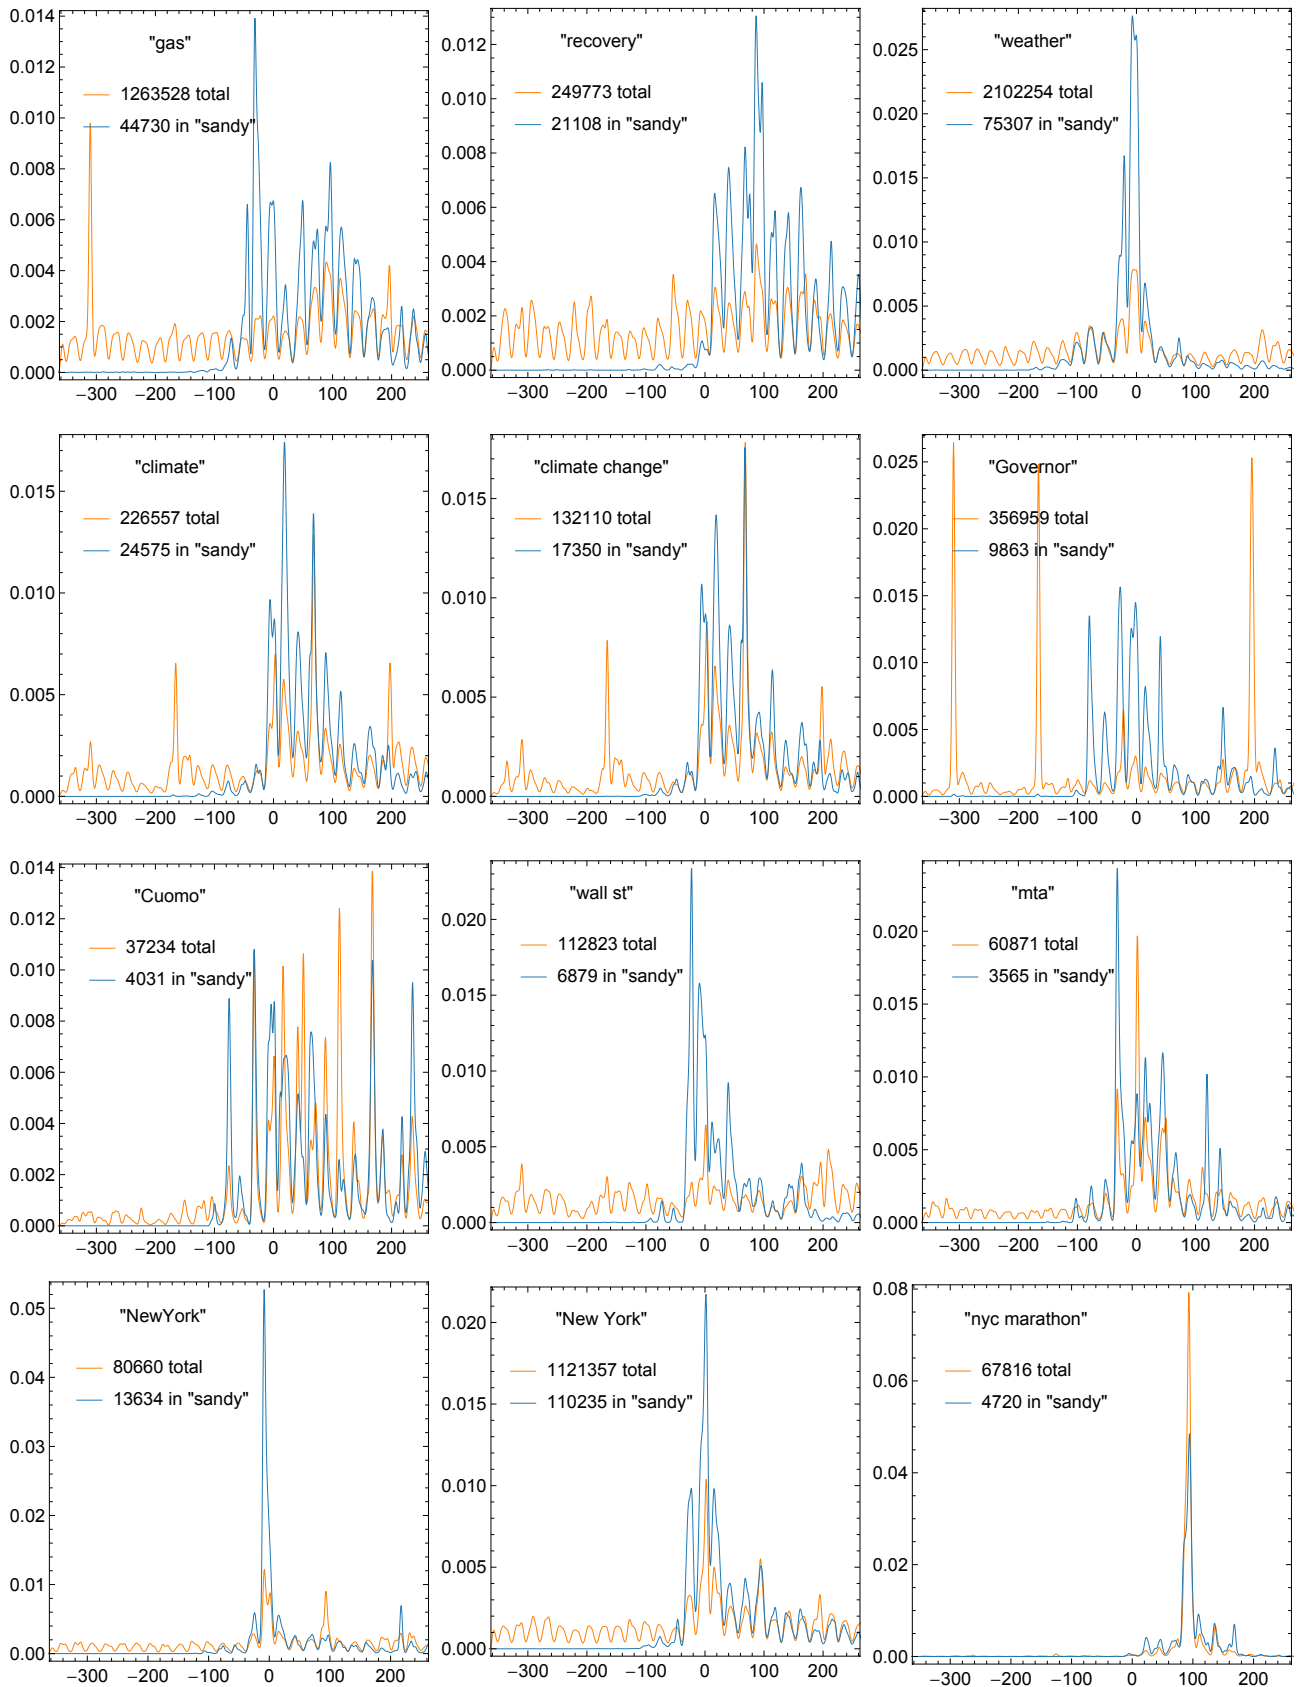 "gas"
1263528 total
44730 in "sandy"
0.014
0.012
0.010
0.008
0.006
0.004
0.002
0.000
−300 −200 −100 0 100 200
"recovery"
249773 total
21108 in "sandy"
0.012
0.010
0.008
0.006
0.004
0.002
0.000
−300 −200 −100 0 100 200
"weather"
2102254 total
75307 in "sandy"
0.025
0.020
0.015
0.010
0.005
0.000
−300 −200 −100 0 100 200
"climate"
226557 total
24575 in "sandy"
0.015
0.010
0.005
0.000
−300 −200 −100 0 100 200
"climate change"
132110 total
17350 in "sandy"
0.015
0.010
0.005
0.000
−300 −200 −100 0 100 200
"Governor"
356959 total
9863 in "sandy"
0.025
0.020
0.015
0.010
0.005
0.000
−300 −200 −100 0 100 200
"Cuomo"
37234 total
4031 in "sandy"
0.014
0.012
0.010
0.008
0.006
0.004
0.002
0.000
−300 −200 −100 0 100 200
"wall st"
112823 total
6879 in "sandy"
0.020
0.015
0.010
0.005
0.000
−300 −200 −100 0 100 200
"mta"
60871 total
3565 in "sandy"
0.020
0.015
0.010
0.005
0.000
−300 −200 −100 0 100 200
"NewYork"
80660 total
13634 in "sandy"
0.05
0.04
0.03
0.02
0.01
0.00
−300 −200 −100 0 100 200
"New York"
1121357 total
110235 in "sandy"
0.020
0.015
0.010
0.005
0.000
−300 −200 −100 0 100 200
"nyc marathon"
67816 total
4720 in "sandy"
0.08
0.06
0.04
0.02
0.00
−300 −200 −100 0 100 200